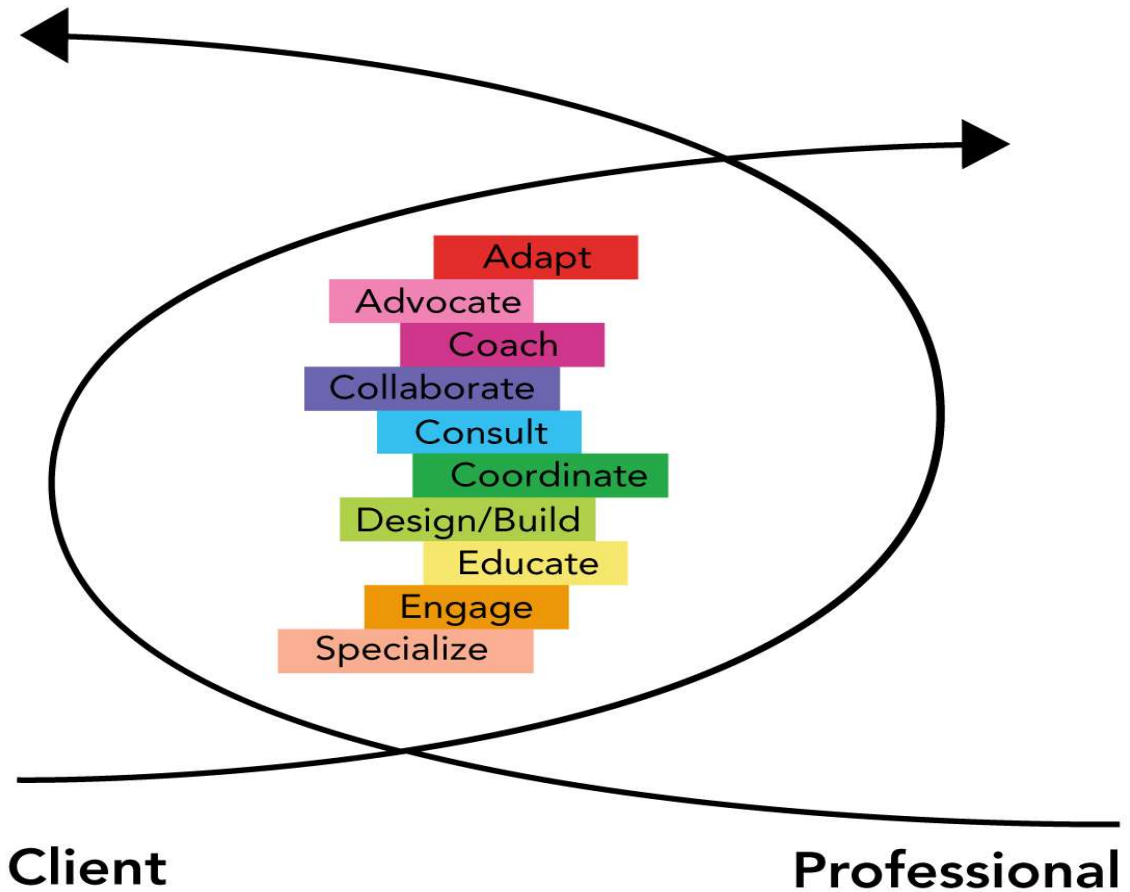 Adapt
Advocate
Coach
Collaborate
Consult
Coordinate
Design/Build
Educate
Engage
Specialize
Client
Professional